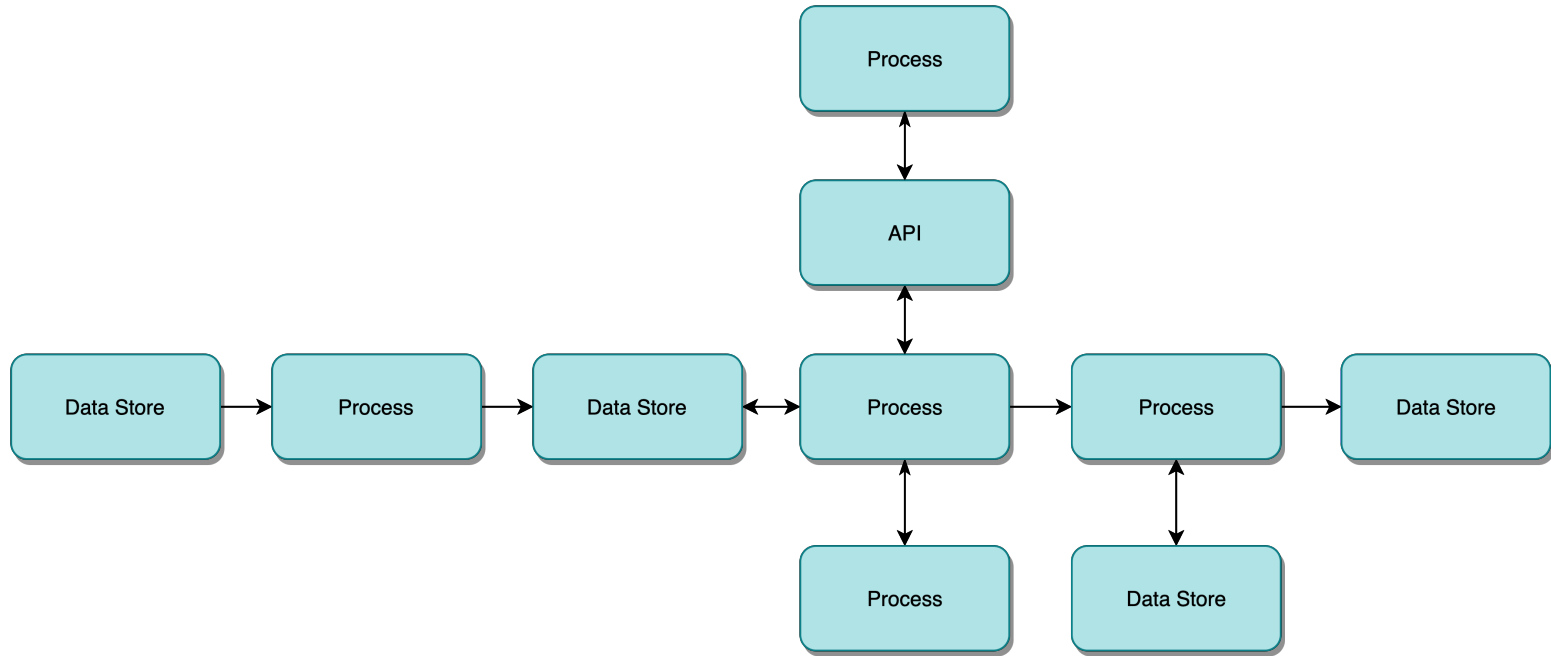 Process
API
Data Store
Process
Data Store
Process
Process
Data Store
Process
Data Store